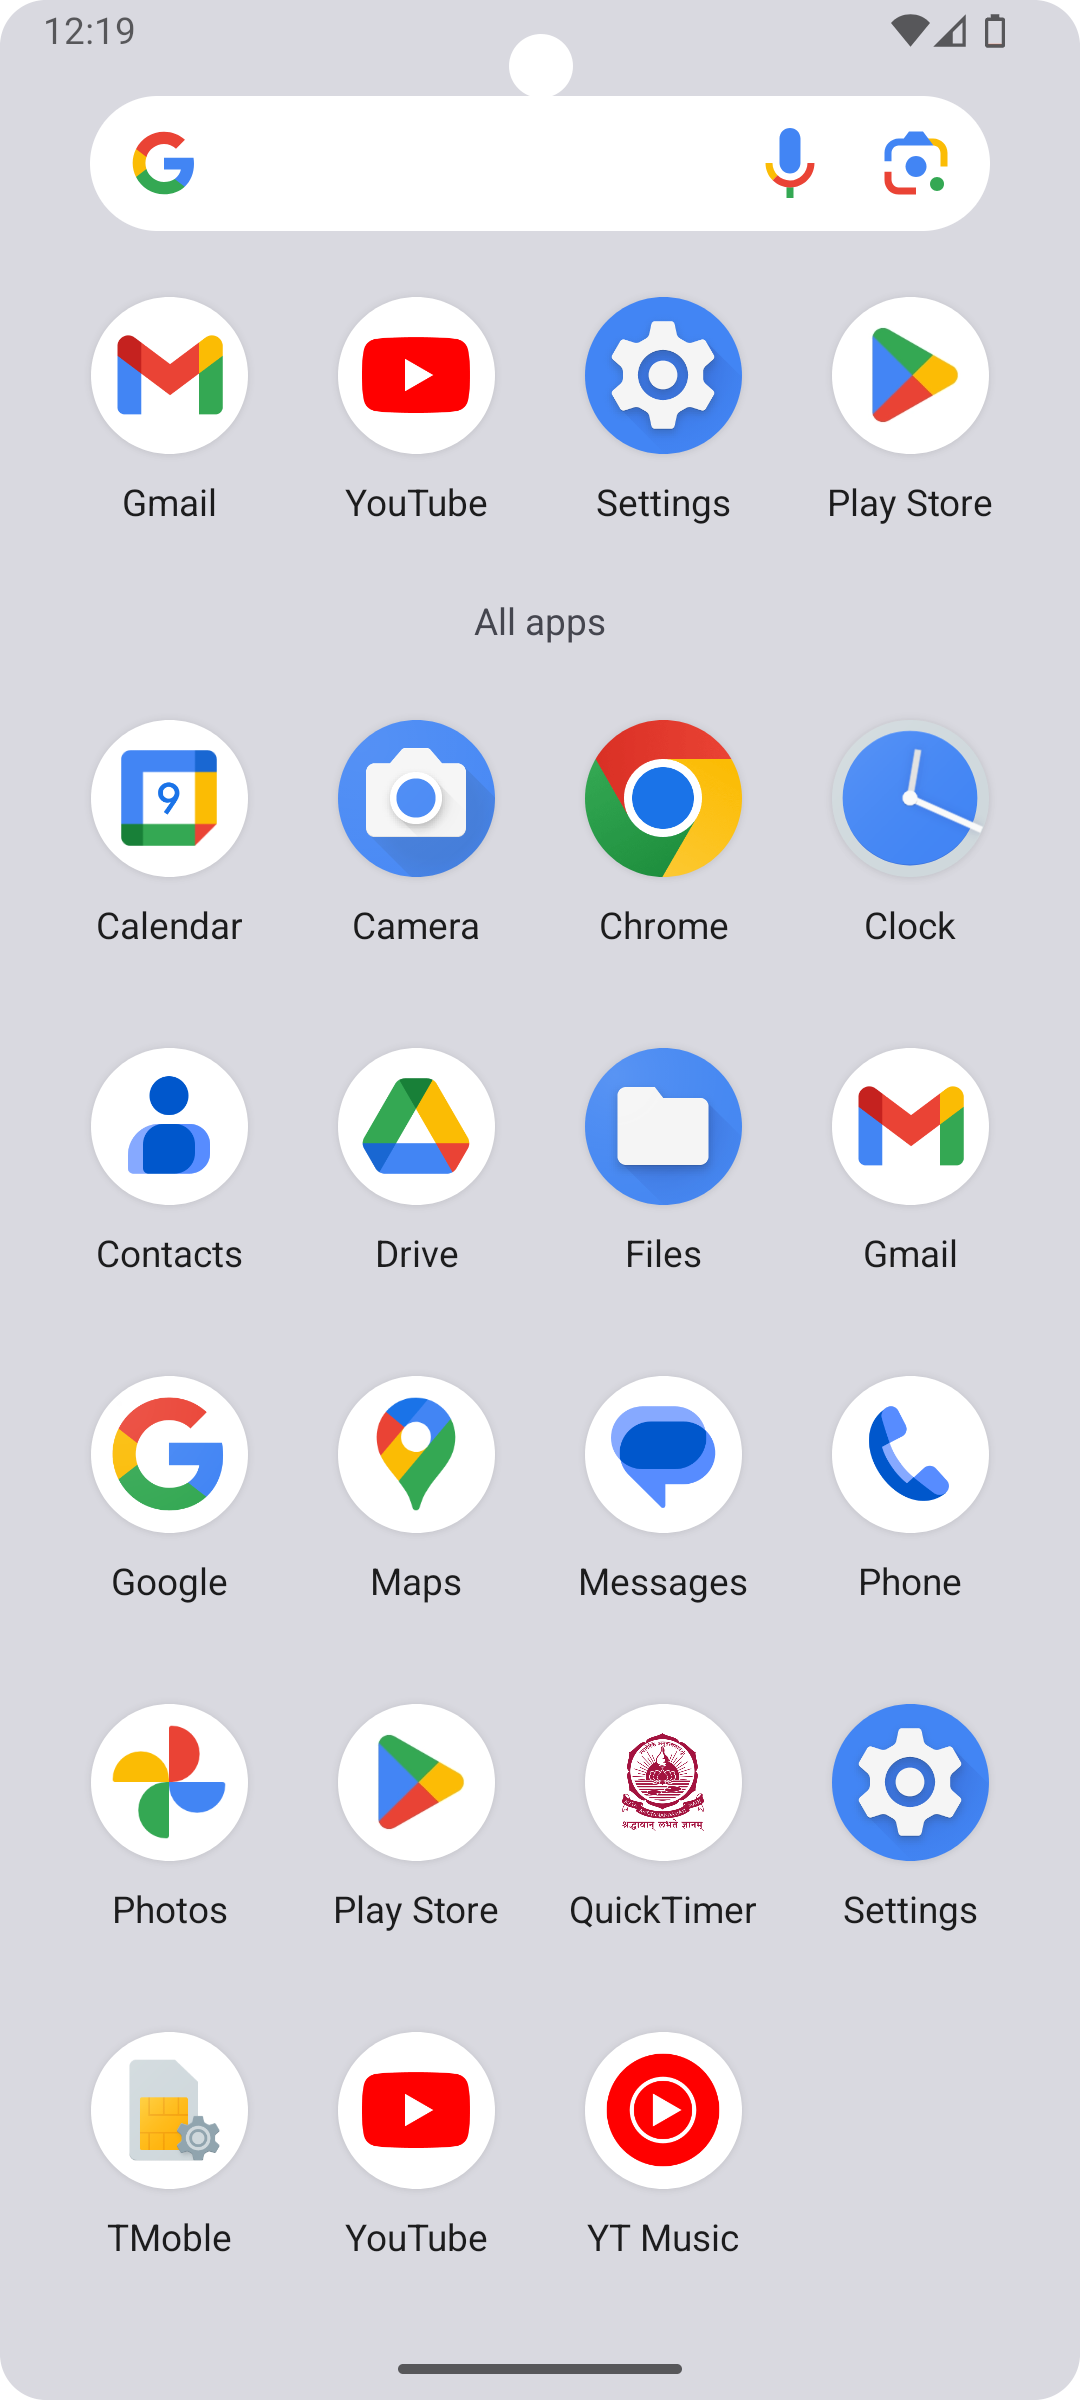 12:19
Gmail
YouTube
Settings
Play Store
All apps
9
Calendar
Camera
Chrome
Clock
Contacts
Drive
Files
Gmail
Google
Maps
Messages
Phone
श्रद्धावान् लभते ज्ञानम्
Photos
Play Store
QuickTimer
Settings
TMoble
YouTube
YT Music